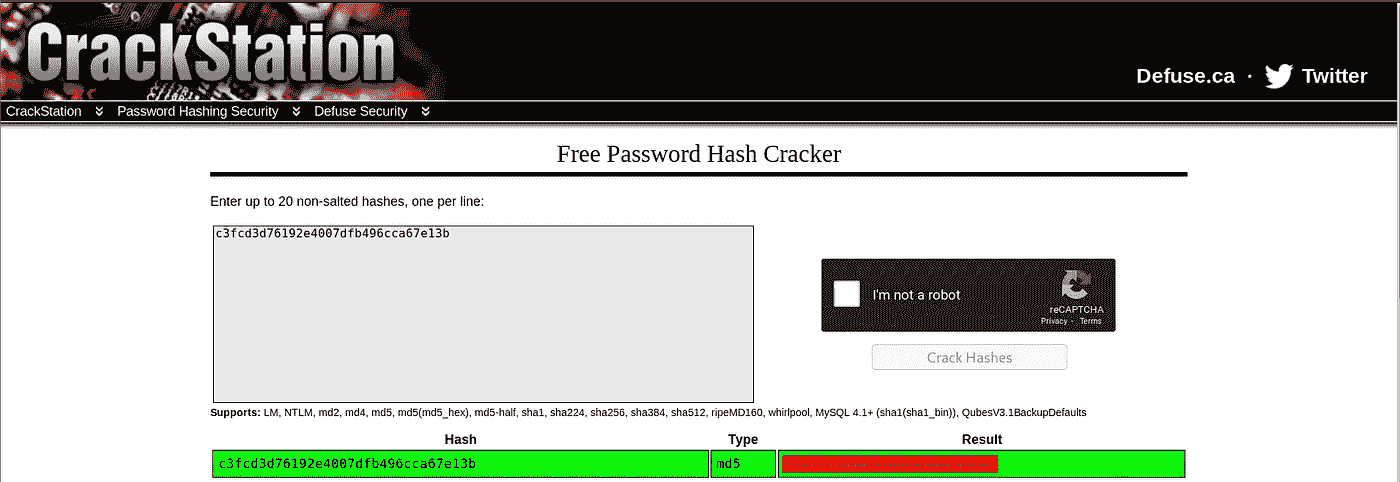 CrackStation
Defuse.ca · Twitter
CrackStation Password Hashing Security Defuse Security
Free Password Hash Cracker
Enter up to 20 non-salted hashes, one per line:
c3fcd3d76192e4007dfb496cca67e13b
I'm not a robot
reCAPTCHA
Privacy - Terms
Crack Hashes
Supports: LM, NTLM, md2, md4, md5, md5(md5_hex), md5-half, sha1, sha224, sha256, sha384, sha512, ripeMD160, whirlpool, MySQL 4.1+ (sha1(sha1_bin)), QubesV3.1BackupDefaults
Hash Type Result
c3fcd3d76192e4007dfb496cca67e13b md5